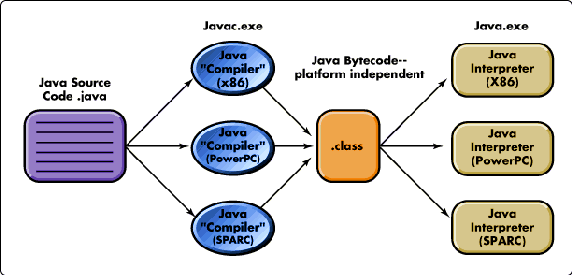 Javac.exe
Java.exe
Java Source
Code .java
Java
"Compiler"
(x86)
Java
"Compiler"
(PowerPC)
Java
"Compiler"
(SPARC)
Java Bytecode--
platform independent
.class
Java
Interpreter
(X86)
Java
Interpreter
(PowerPC)
Java
Interpreter
(SPARC)